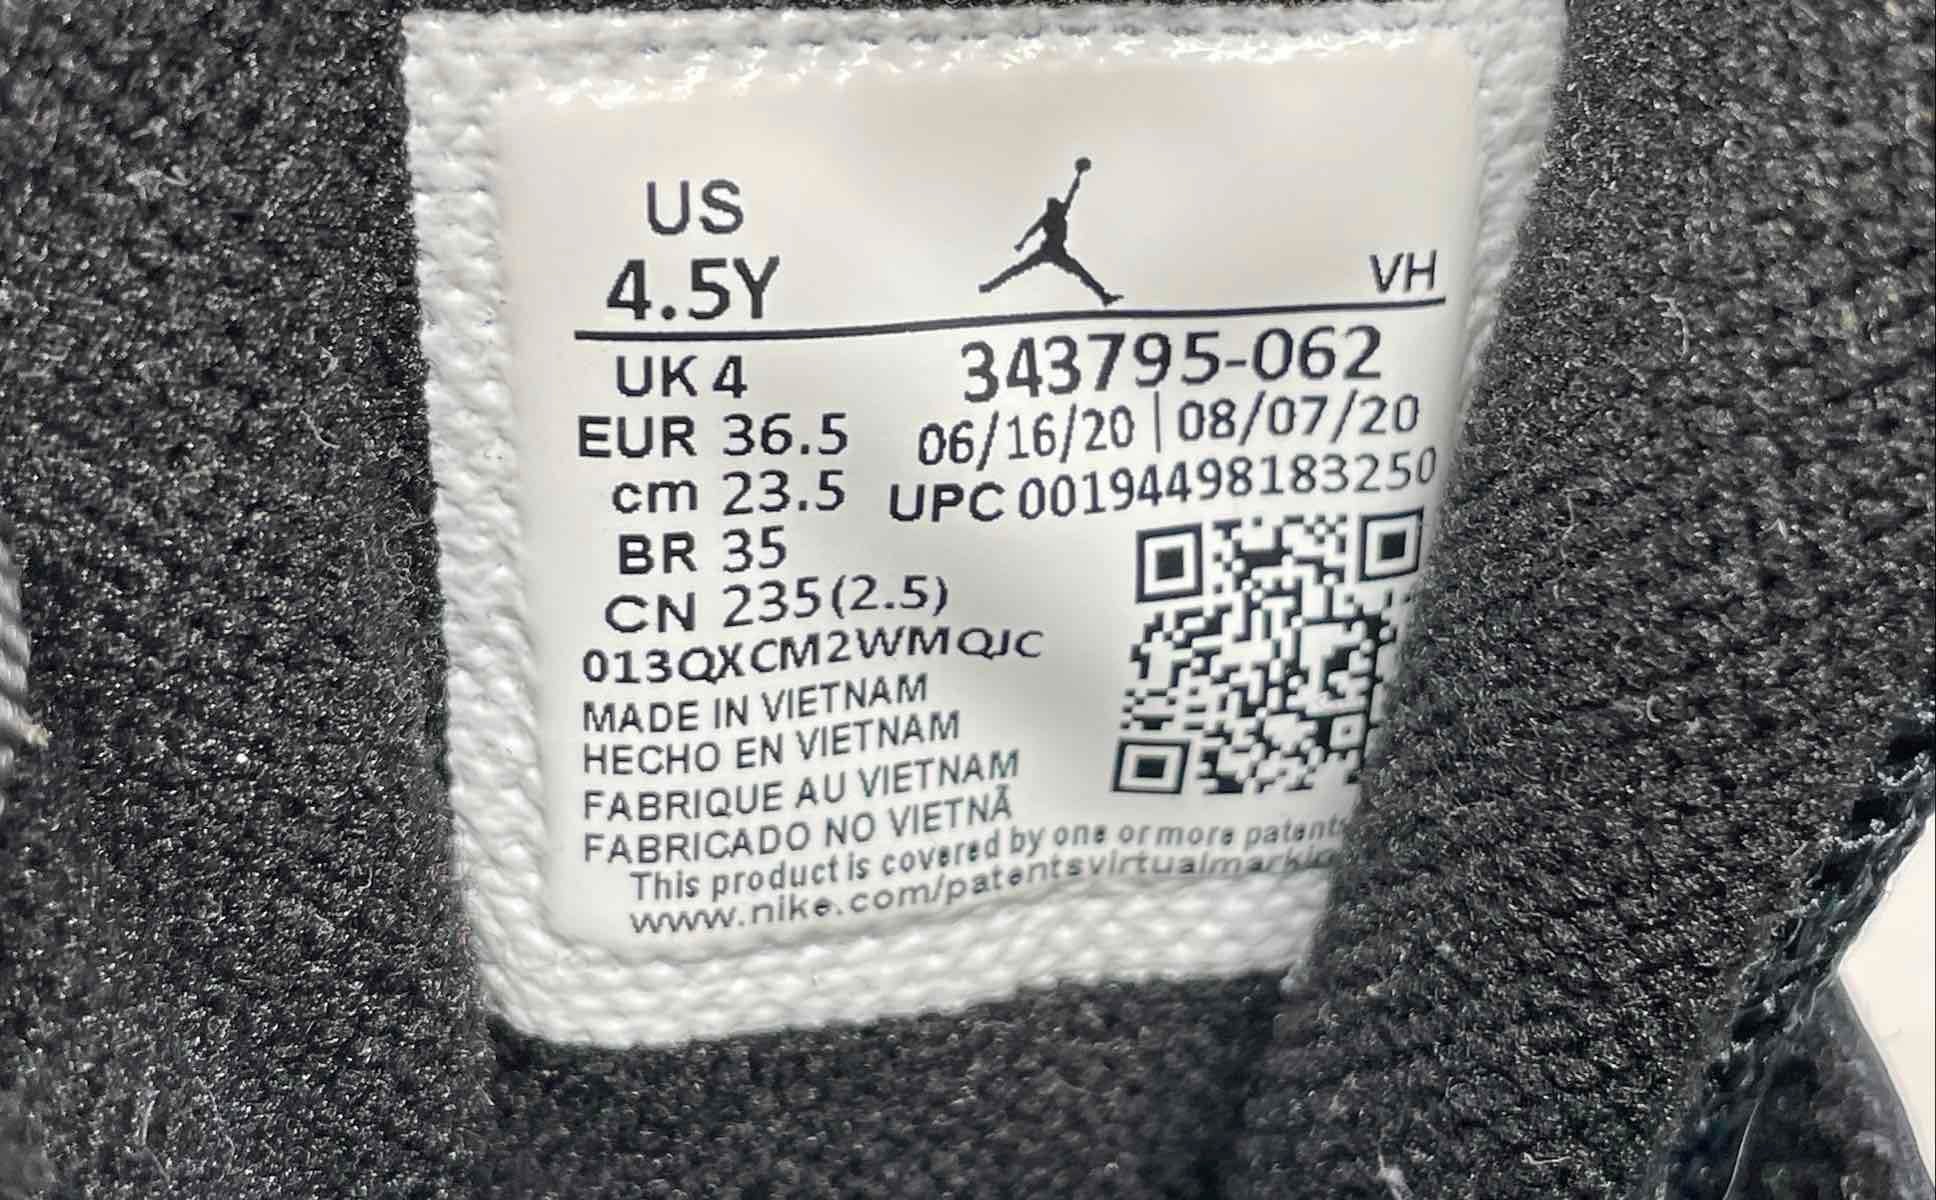 US
4.5Y
VH
UK 4
343795-062
EUR 36.5
06/16/20 | 08/07/20
cm 23.5
UPC 00194498183250
BR 35
CN 235(2.5)
013QXCM2WMQJC
MADE IN VIETNAM
HECHO EN VIETNAM
FABRIQUE AU VIETNAM
FABRICADO NO VIETNÃ
This product is covered by one or more patents
www.nike.com/patentsvirtualmarkin